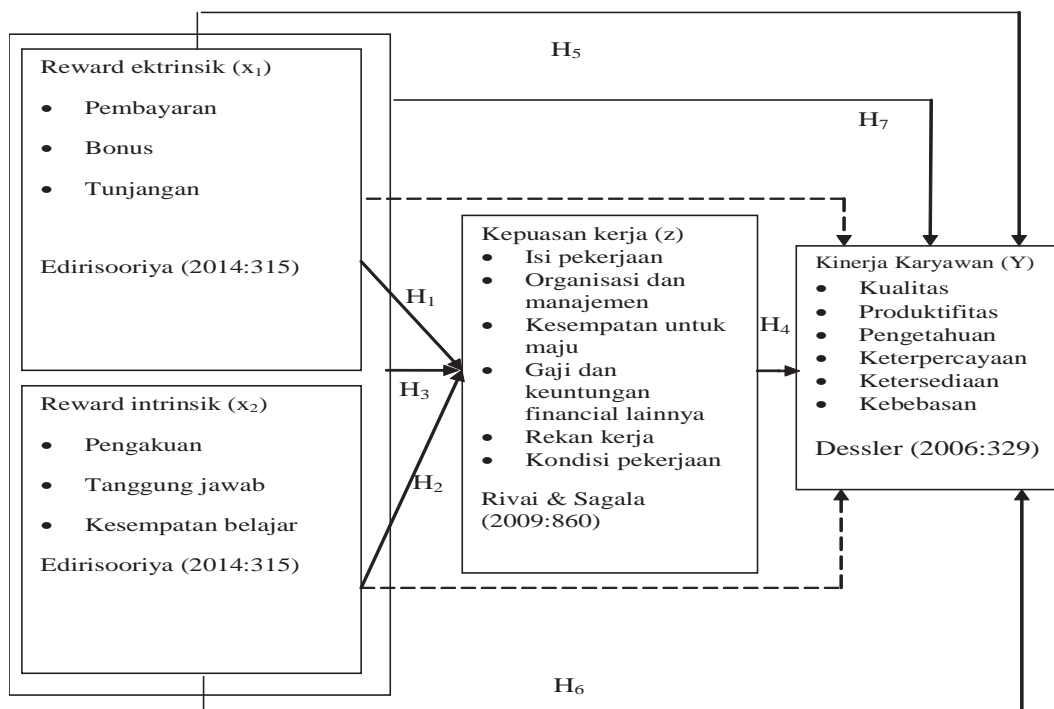 H₅
Reward ektrinsik (x₁)
• Pembayaran
• Bonus
• Tunjangan
Edirisooriya (2014:315)
H₇
H₁
H₃
H₂
Reward intrinsik (x₂)
• Pengakuan
• Tanggung jawab
• Kesempatan belajar
Edirisooriya (2014:315)
Kepuasan kerja (z)
• Isi pekerjaan
• Organisasi dan
manajemen
• Kesempatan untuk
maju
• Gaji dan
keuntungan
financial lainnya
• Rekan kerja
• Kondisi pekerjaan
Rivai & Sagala
(2009:860)
H₄
Kinerja Karyawan (Y)
• Kualitas
• Produktifitas
• Pengetahuan
• Keterpercayaan
• Ketersediaan
• Kebebasan
Dessler (2006:329)
H₆